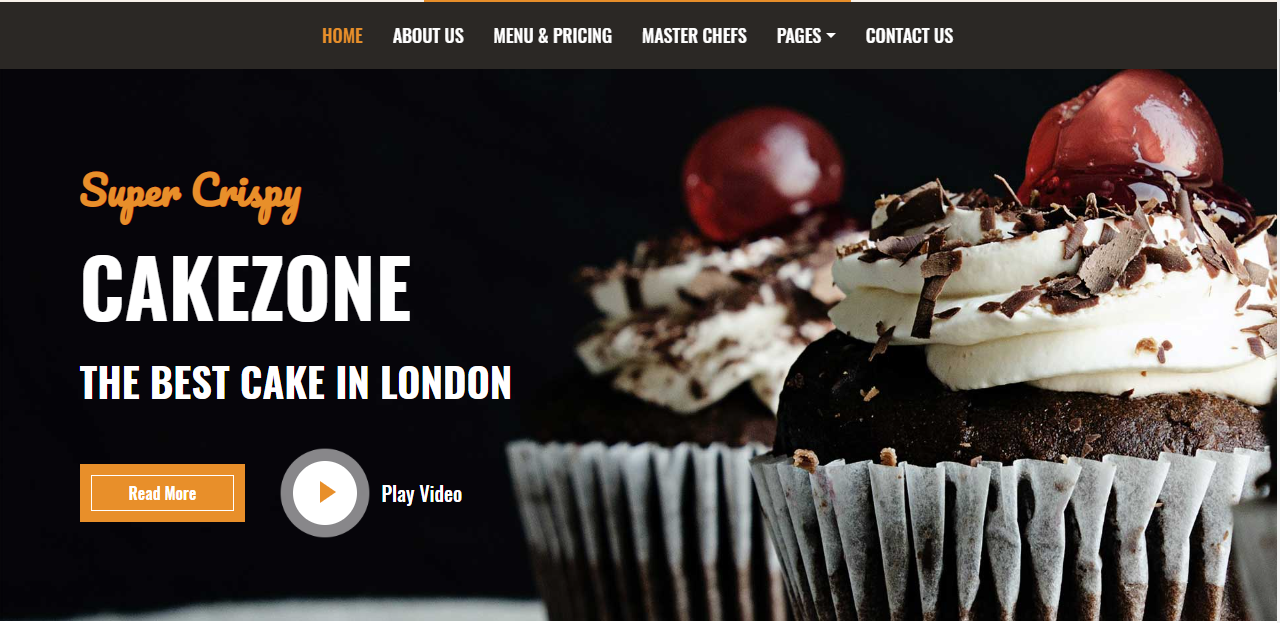 HOME ABOUT US MENU & PRICING MASTER CHEFS PAGES CONTACT US
Super Crispy
CAKEZONE
THE BEST CAKE IN LONDON
Read More Play Video